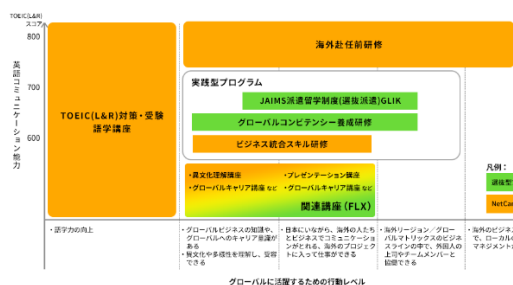 TOEIC(L&R)
スコア
800
700
600
英語コミュニケーション能力
TOEIC(L&R)対策・受験
語学講座
海外赴任前研修
実践型プログラム
JAIMS派遣留学制度(選抜派遣)GLIK
グローバルコンピテンシー養成研修
ビジネス統合スキル研修
・異文化理解講座
・プレゼンテーション講座
・グローバルキャリア講座 など
・グローバルキャリア講座 など
関連講座（FLX）
凡例：
選抜型
NetCam
・語学力の向上
・グローバルビジネスの知識や、
グローバルへのキャリア意識が
ある
・異文化や多様性を理解し、受容
できる
・日本にいながら、海外の人たち
とビジネスでコミュニケーショ
ンがとれる、海外のプロジェク
トに入って仕事ができる
・海外リージョン／グロー
バルマトリックスのビジネ
スラインの中で、外国人の
上司やチームメンバーと
協働できる
・海外のビジネス
で、ローカルの
マネジメントが
グローバルに活躍するための行動レベル